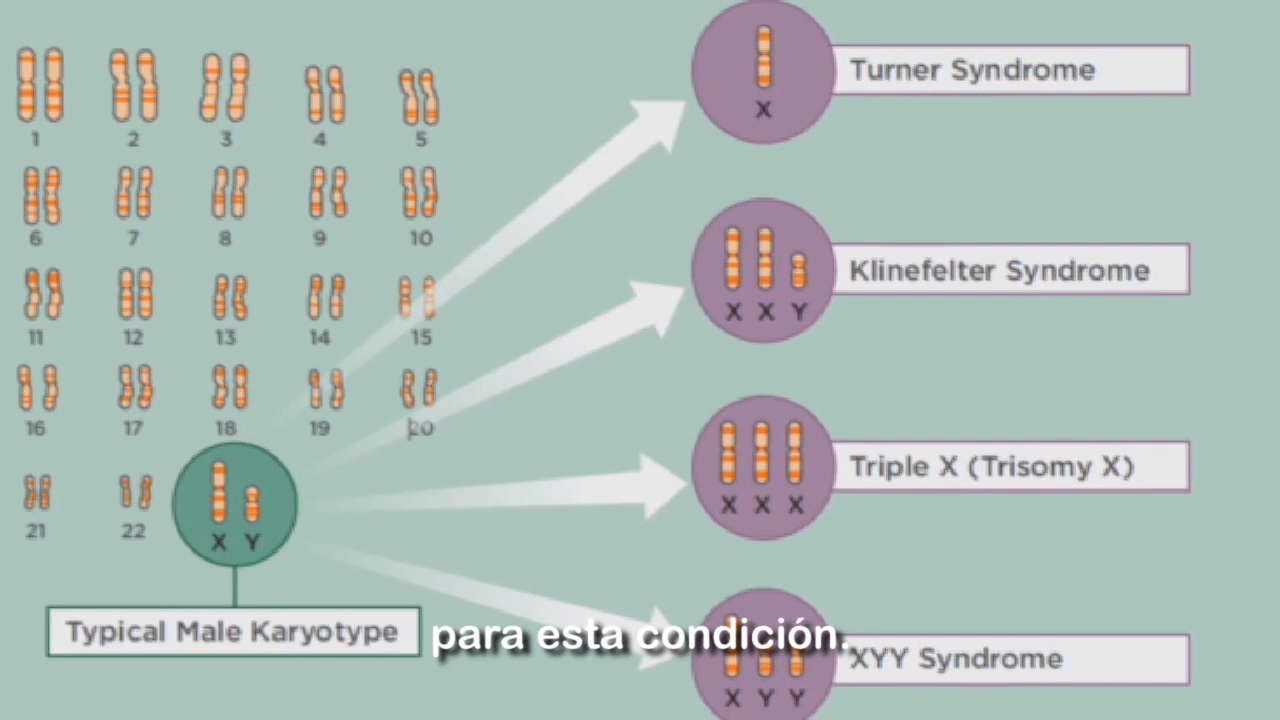 1 2 3 4 5
6 7 8 9 10
11 12 13 14 15
16 17 18 19 20
21 22
X Y
Typical Male Karyotype
X
Turner Syndrome
X X Y
Klinefelter Syndrome
X X X
Triple X (Trisomy X)
X Y Y
XYY Syndrome
para esta condición.